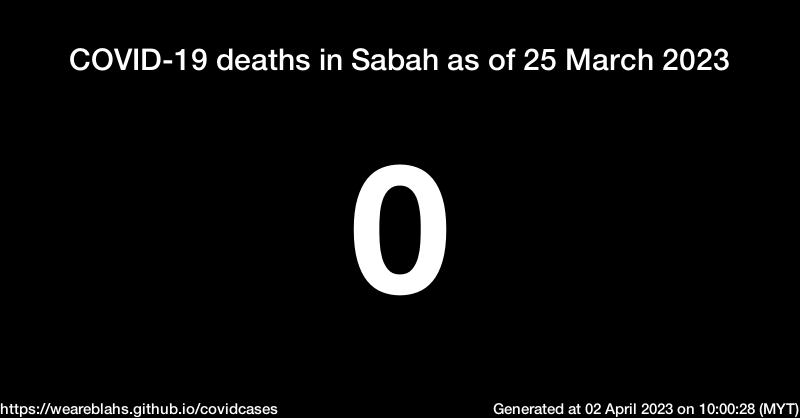 COVID-19 deaths in Sabah as of 25 March 2023
0
https://weareblahs.github.io/covidcases
Generated at 02 April 2023 on 10:00:28 (MYT)